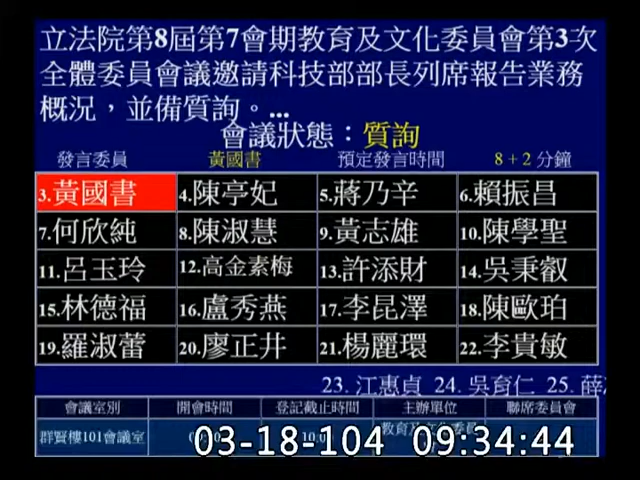 立法院第8屆第7會期教育及文化委員會第3次
全體委員會議邀請科技部部長列席報告業務
概況，並備質詢。...
會議狀態：質詢
發言委員 黃國書 預定發言時間 8+2分鐘
3.黃國書 4.陳亭妃 5.蔣乃辛 6.賴振昌
7.何欣純 8.陳淑慧 9.黃志雄 10.陳學聖
11.呂玉玲 12.高金素梅 13.許添財 14.吳秉叡
15.林德福 16.盧秀燕 17.李昆澤 18.陳歐珀
19.羅淑蕾 20.廖正井 21.楊麗環 22.李貴敏
23. 江惠貞 24. 吳育仁 25. 薛
會議室別 開會時間 登記截止時間 主辦單位 聯席委員會
群賢樓101會議室 教育及文化委員
03-18-104 09:34:44